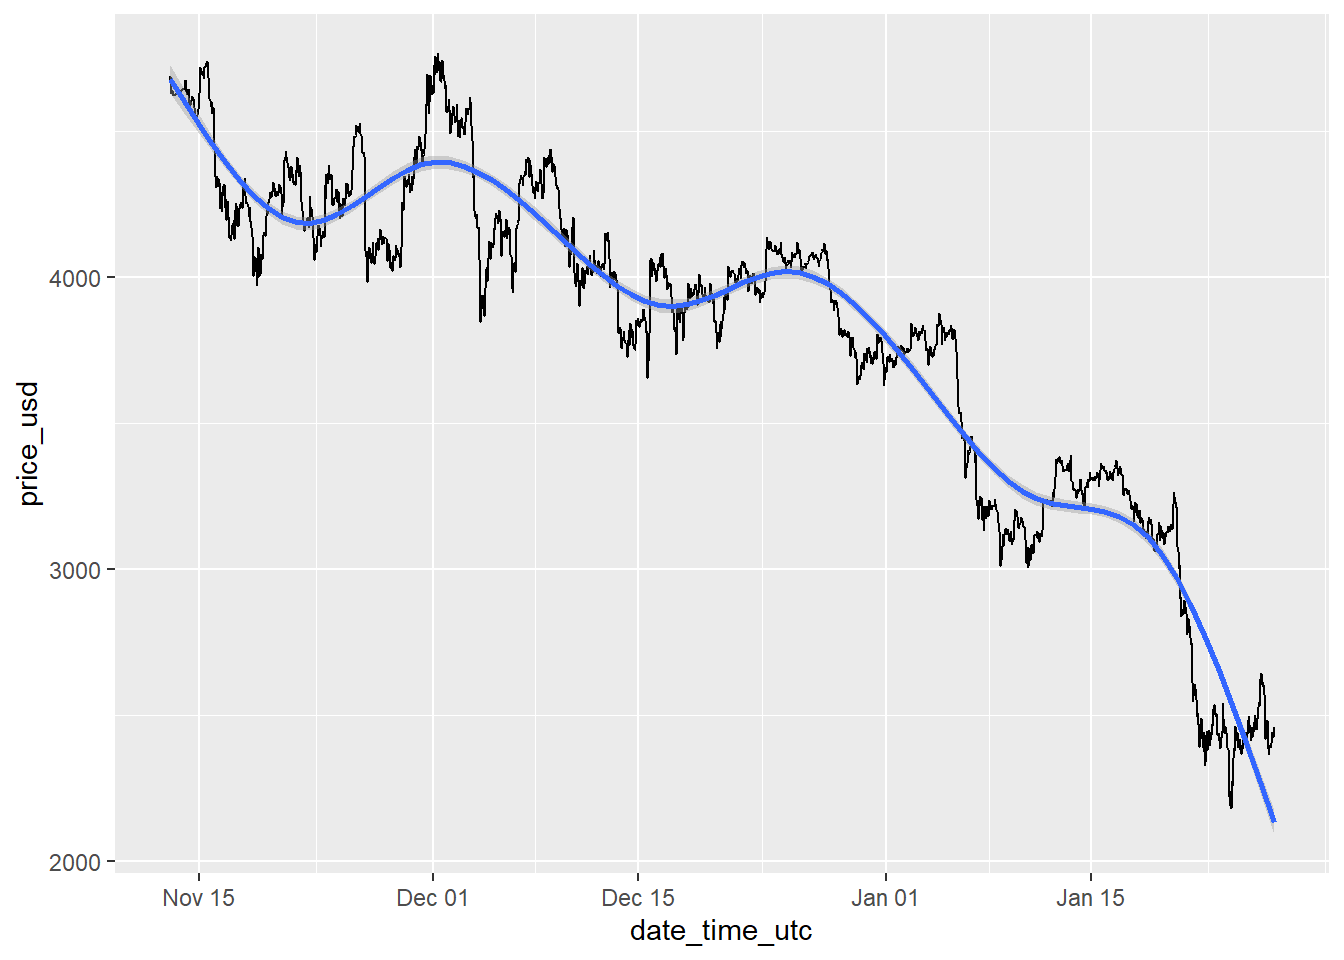 price_usd
4000
3000
2000
Nov 15
Dec 01
Dec 15
Jan 01
Jan 15
date_time_utc